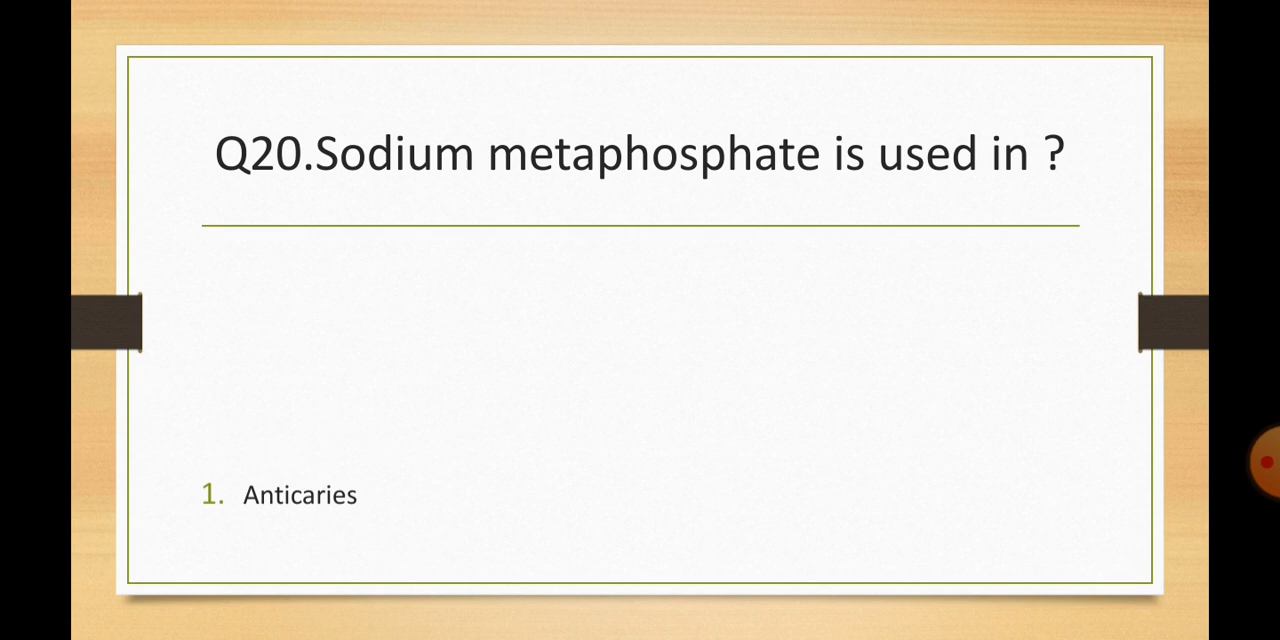 Q20.Sodium metaphosphate is used in ?
1. Anticaries